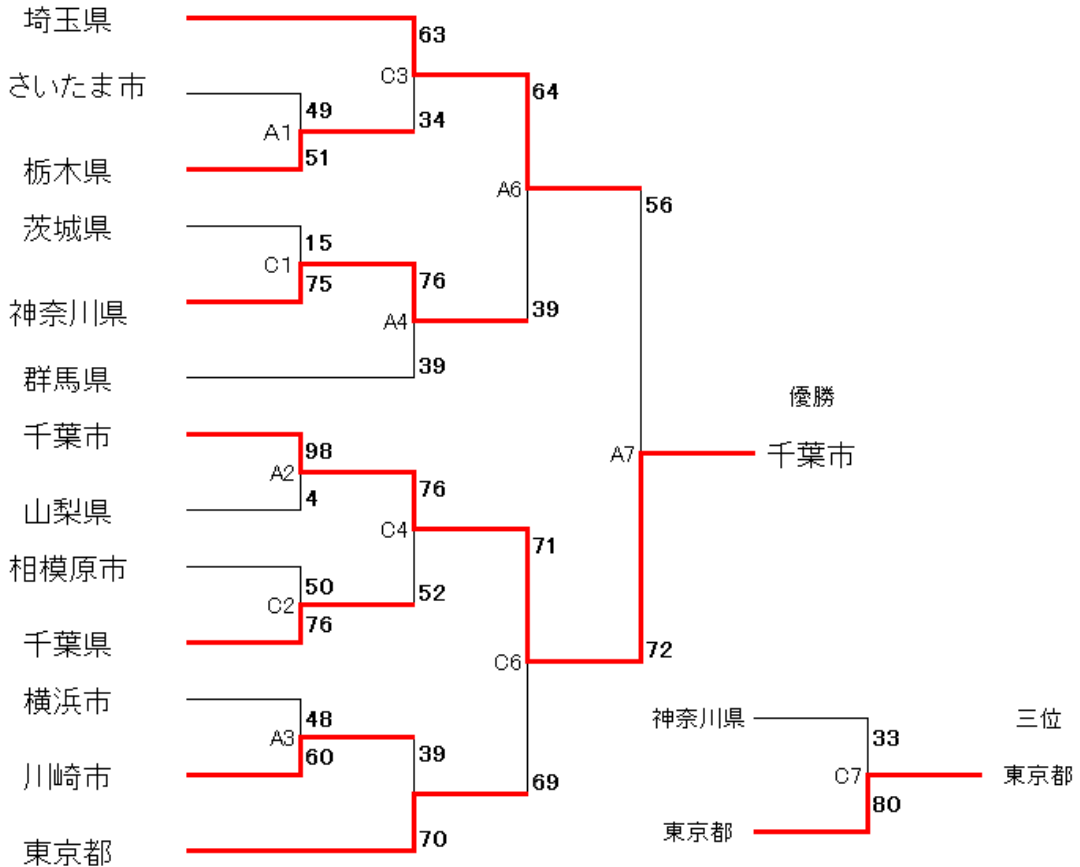 埼玉県
63
C3
さいたま市
64
49
34
A1
51
栃木県
A6
56
茨城県
15
C1
75
76
神奈川県
A4
39
39
群馬県
優勝
千葉市
98
A7
千葉市
A2
76
4
山梨県
C4
71
相模原市
50
52
C2
76
千葉県
72
C6
横浜市
神奈川県
三位
48
33
A3
60
39
69
川崎市
C7
東京都
80
70
東京都
東京都